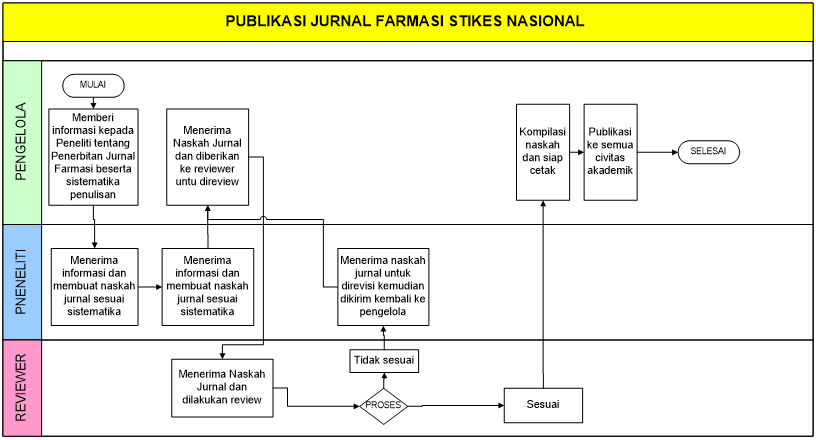 PUBLIKASI JURNAL FARMASI STIKES NASIONAL
PENGELOLA
MULAI
Memberi
informasi kepada
Peneliti tentang
Penerbitan Jurnal
Farmasi beserta
sistematika
penulisan
Menerima
Naskah Jurnal
dan diberikan
ke reviewer
untu direview
Kompilasi
naskah
dan siap
cetak
Publikasi
ke semua
civitas
akademik
SELESAI
PNENELITI
Menerima
informasi dan
membuat naskah
jurnal sesuai
sistematika
Menerima
informasi dan
membuat naskah
jurnal sesuai
sistematika
Menerima naskah
jurnal untuk
direvisi kemudian
dikirim kembali ke
pengelola
REVIEWER
Menerima Naskah
Jurnal dan
dilakukan review
Tidak sesuai
PROSES
Sesuai